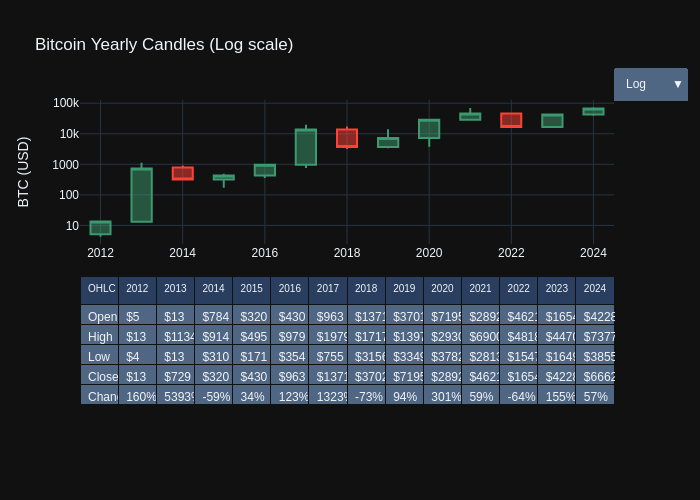 Bitcoin Yearly Candles (Log scale)
Log ▼
100k
10k
1000
100
10
BTC (USD)
2012 2014 2016 2018 2020 2022 2024
OHLC 2012 2013 2014 2015 2016 2017 2018 2019 2020 2021 2022 2023 2024
Open $5 $13 $784 $320 $430 $963 $1371 $3701 $7195 $2892 $4621 $1654 $4228
High $13 $1134 $914 $495 $979 $1979 $1717 $1397 $2930 $6900 $4818 $4470 $7377
Low $4 $13 $310 $171 $354 $755 $3156 $3349 $3782 $2813 $1547 $1649 $3855
Close $13 $729 $320 $430 $963 $1371 $3702 $7195 $2892 $4621 $1654 $4228 $6662
Chan 160% 5393% -59% 34% 123% 1323% -73% 94% 301% 59% -64% 155% 57%